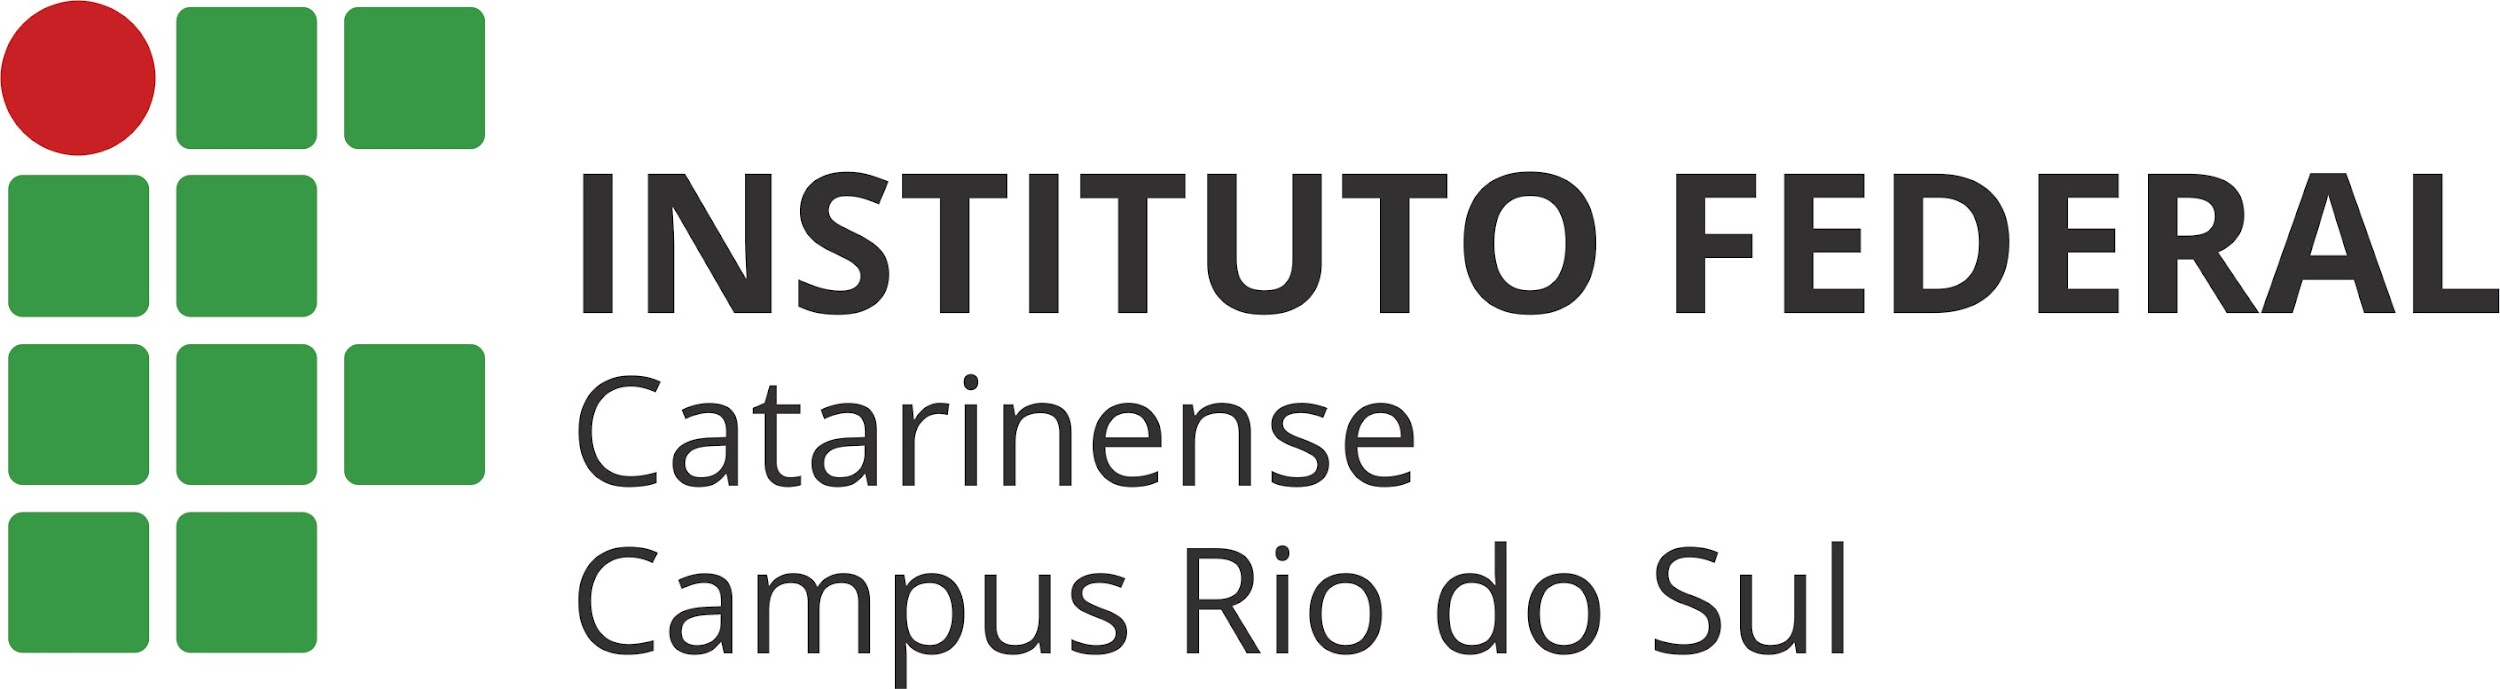 INSTITUTO FEDERAL
Catarinense
Campus Rio do Sul